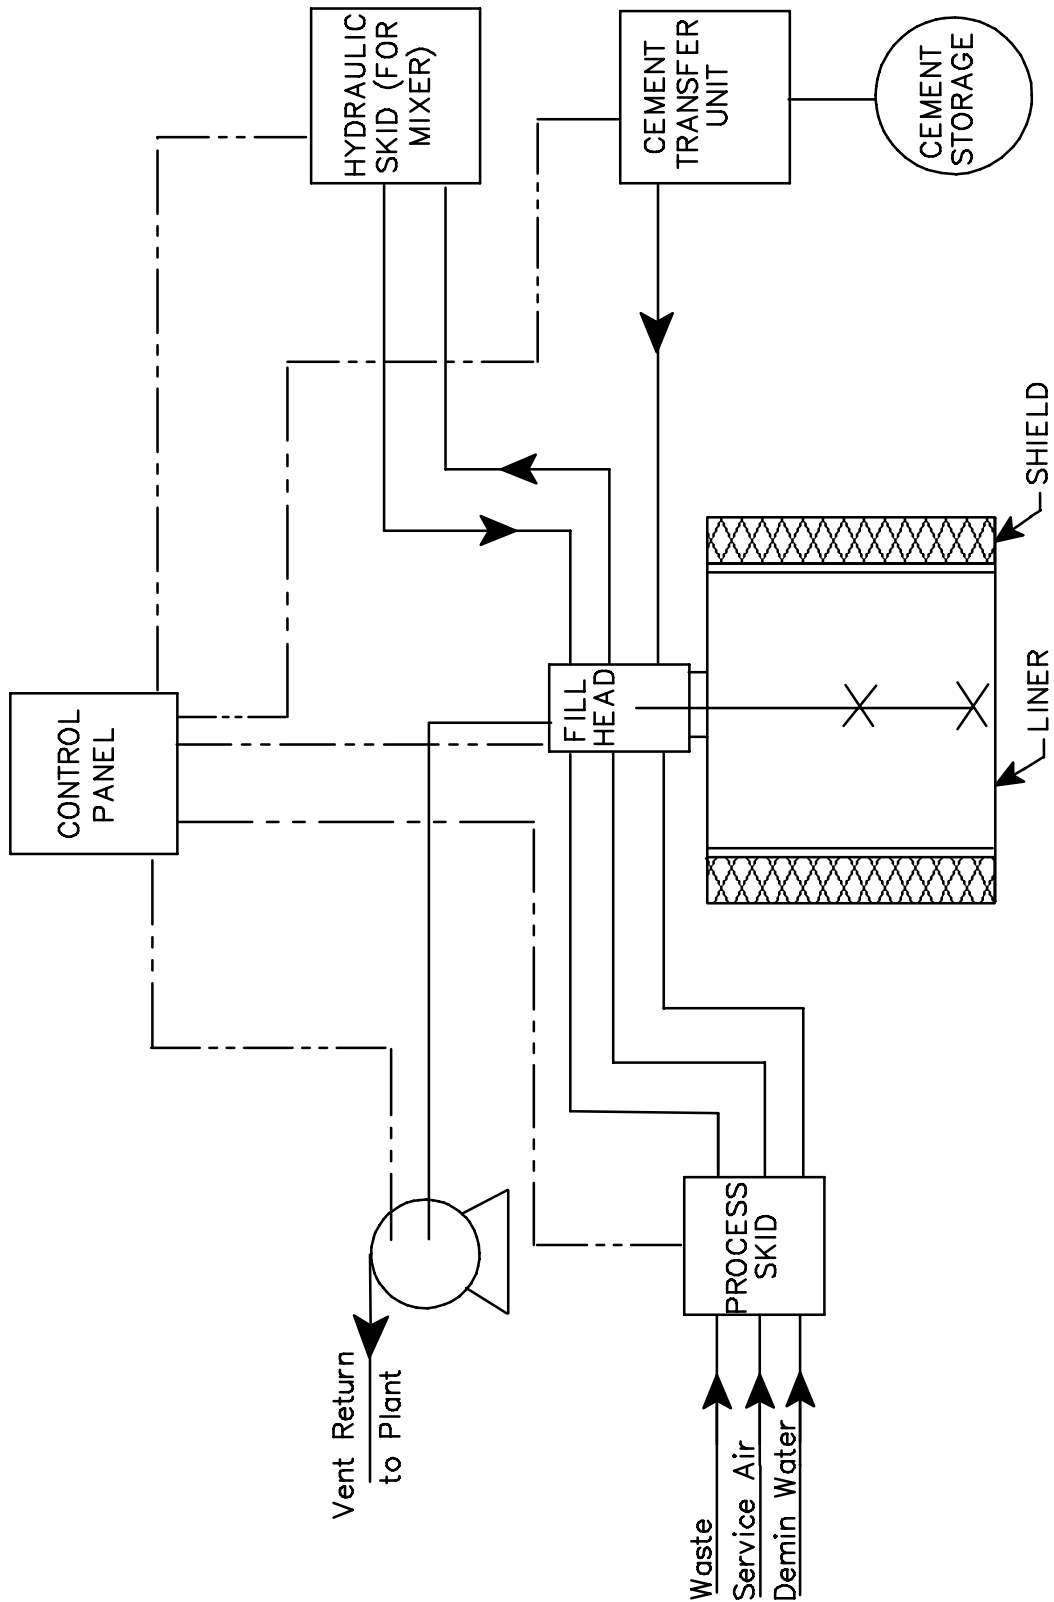 CONTROL
PANEL
HYDRAULIC
SKID (FOR
MIXER)
Vent Return
to Plant
FILL
HEAD
CEMENT
TRANSFER
UNIT
Waste
Service Air
Demin Water
PROCESS
SKID
CEMENT
STORAGE
LINER
SHIELD